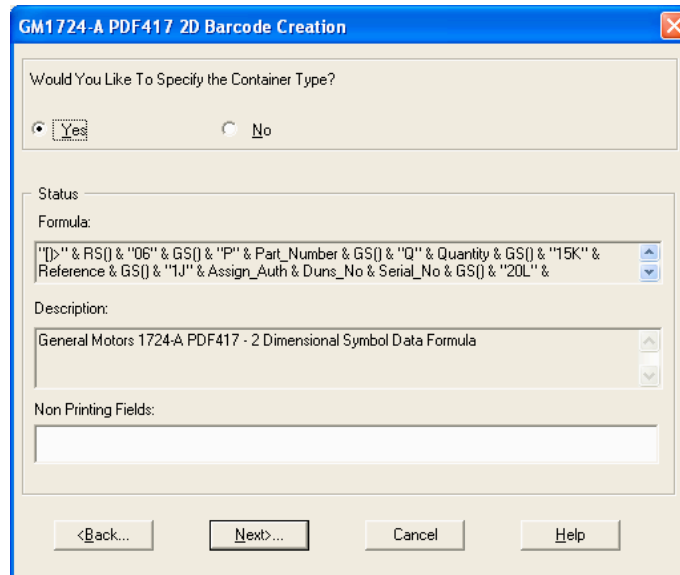 GM1724-A PDF417 2D Barcode Creation
Would You Like To Specify the Container Type?
Yes No
Status
Formula:
"[)>" & RS() & "06" & GS() & "P" & Part_Number & GS() & "Q" & Quantity & GS() & "15K" &
Reference & GS() & "1J" & Assign_Auth & Duns_No & Serial_No & GS() & "20L" &
Description:
General Motors 1724-A PDF417 - 2 Dimensional Symbol Data Formula
Non Printing Fields:
<Back... Next>... Cancel Help